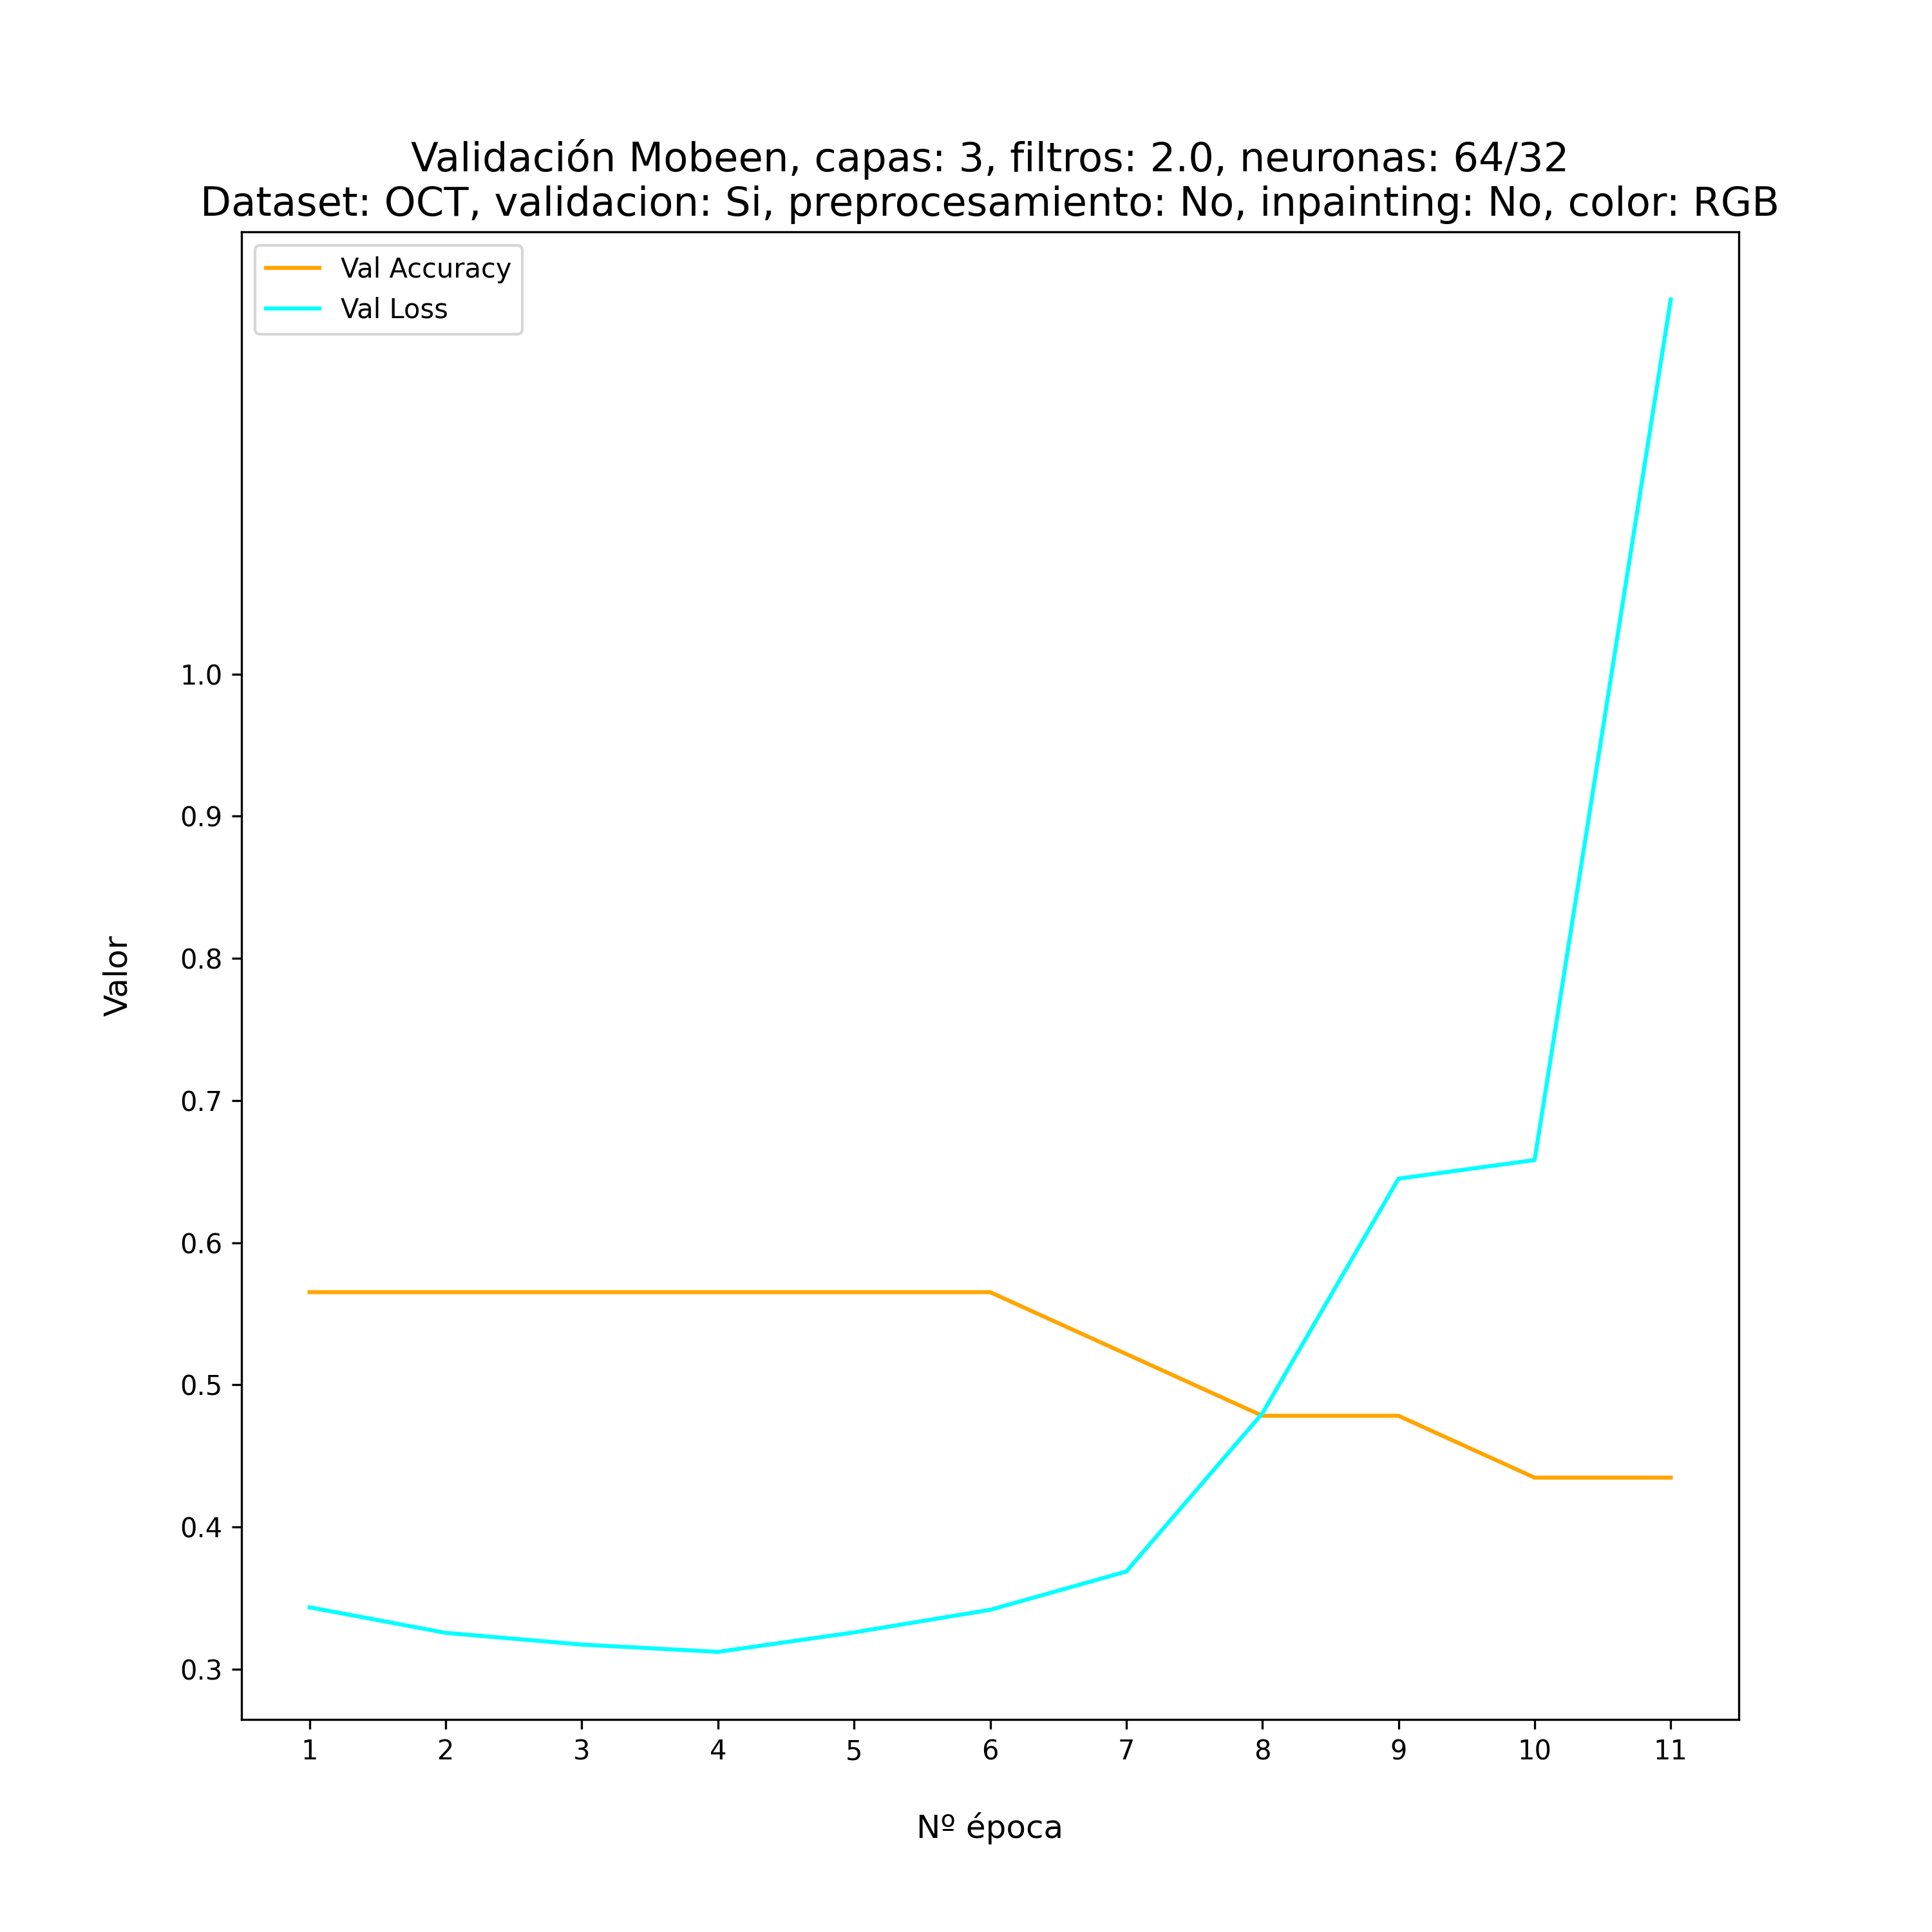 Validación Mobeen, capas: 3, filtros: 2.0, neuronas: 64/32
Dataset: OCT, validacion: Si, preprocesamiento: No, inpainting: No, color: RGB
Val Accuracy
Val Loss
1.0
0.9
0.8
0.7
0.6
0.5
0.4
0.3
Valor
1 2 3 4 5 6 7 8 9 10 11
Nº época